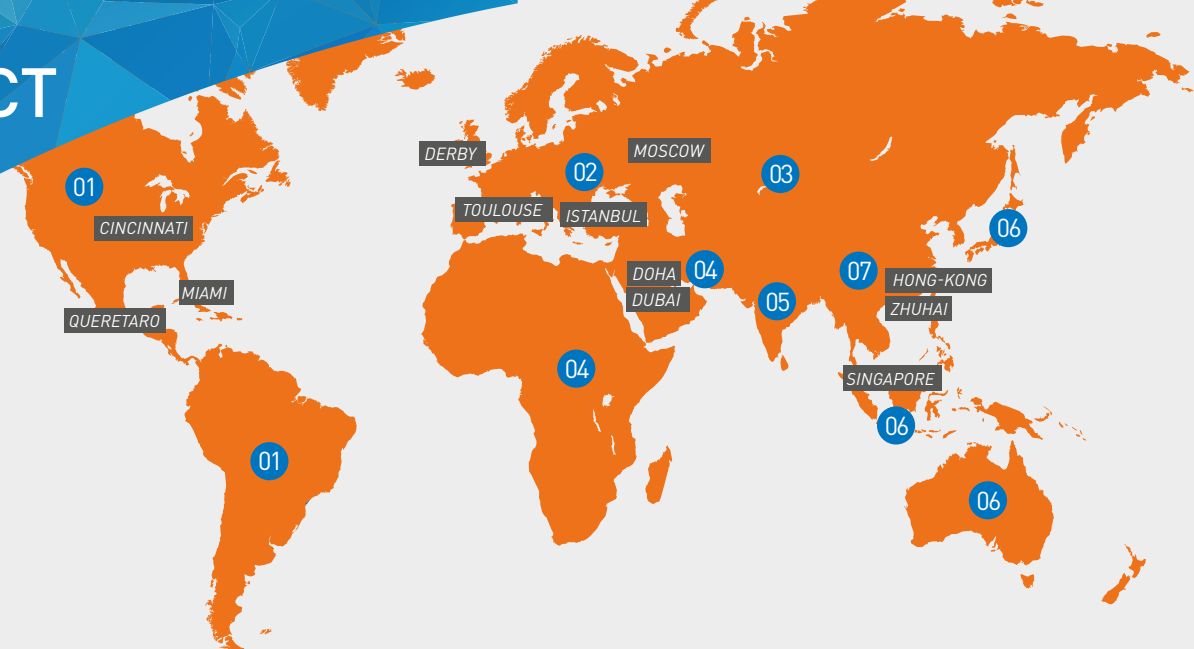 CT
DERBY
MOSCOW
01
02
03
TOULOUSE
ISTANBUL
CINCINNATI
06
DOHA
04
07
HONG-KONG
MIAMI
DUBAI
05
ZHUHAI
QUERETARO
04
SINGAPORE
06
01
06